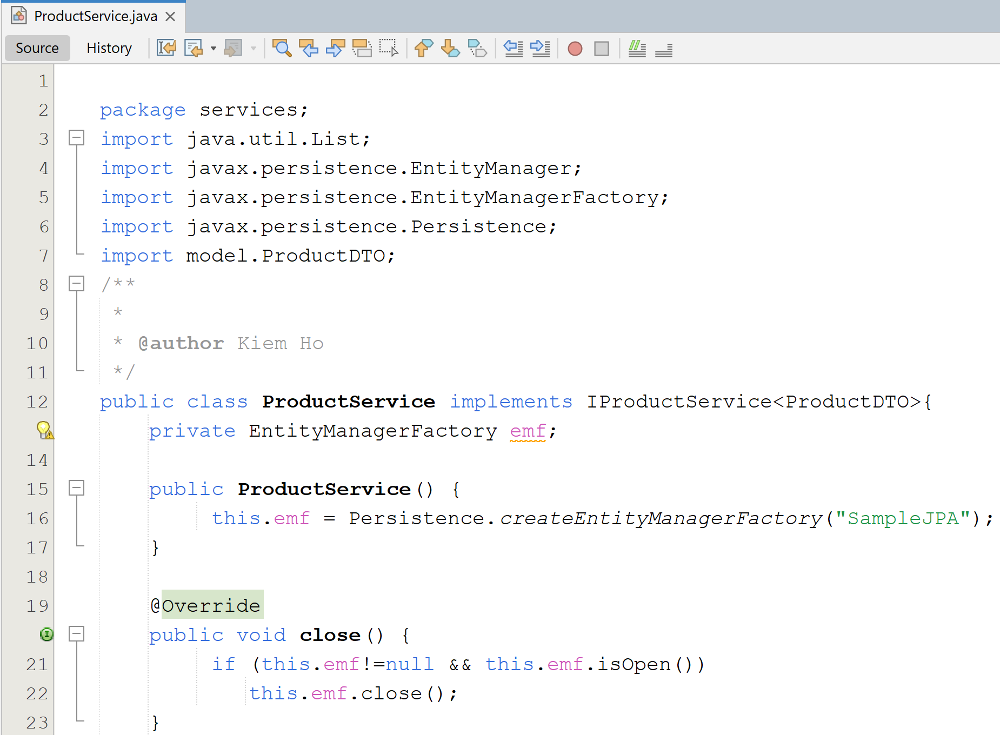 ProductService.java
Source History
1
2 package services;
3 import java.util.List;
4 import javax.persistence.EntityManager;
5 import javax.persistence.EntityManagerFactory;
6 import javax.persistence.Persistence;
7 import model.ProductDTO;
8 /**
9  *
10  * @author Kiem Ho
11  */
12 public class ProductService implements IProductService<ProductDTO>{
private EntityManagerFactory emf;
14
15 public ProductService() {
16 this.emf = Persistence.createEntityManagerFactory("SampleJPA");
17 }
18
19 @Override
public void close() {
21 if (this.emf!=null && this.emf.isOpen())
22 this.emf.close();
23 }